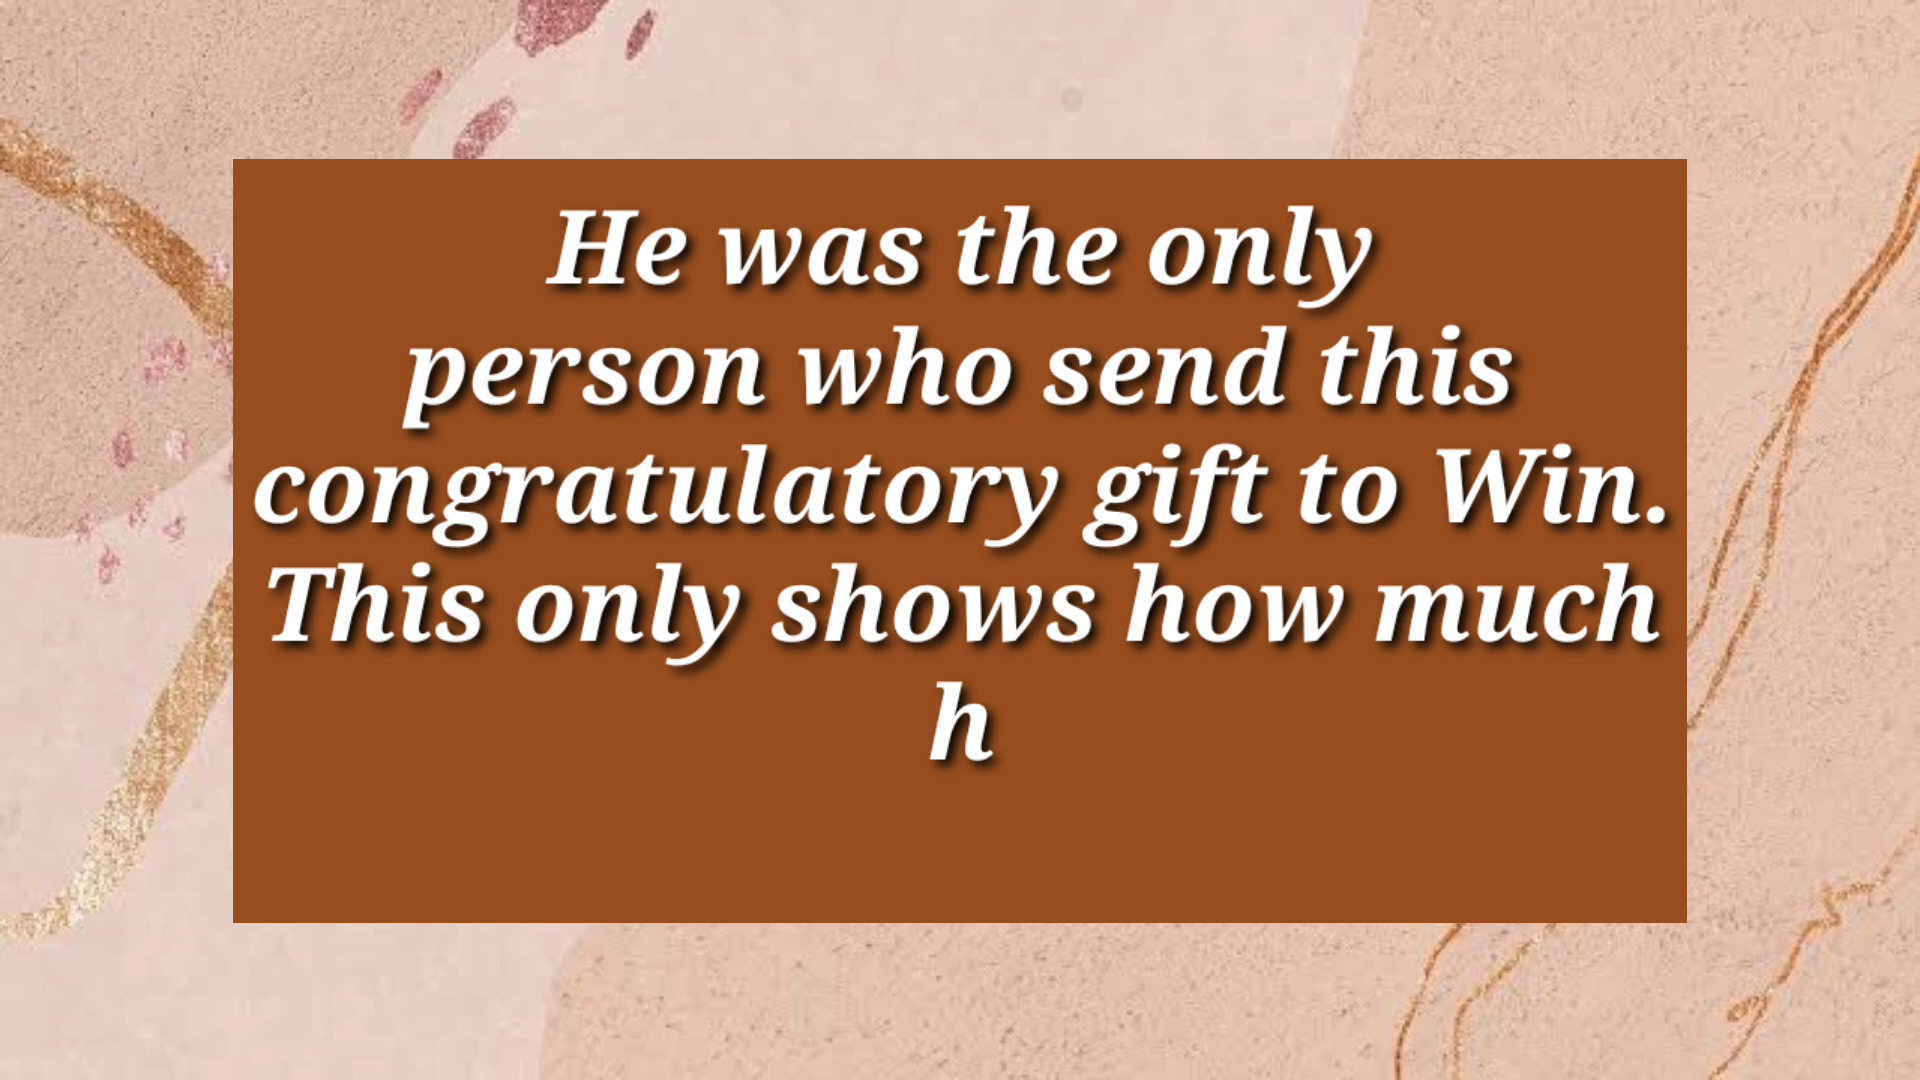 He was the only
person who send this
congratulatory gift to Win.
This only shows how much
h